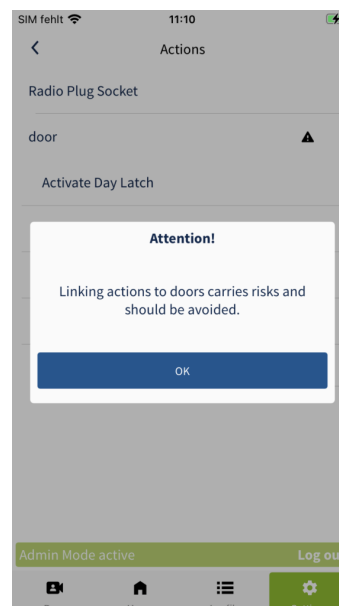 SIM fehlt 11:10
Actions
Radio Plug Socket
door
Activate Day Latch
Attention!
Linking actions to doors carries risks and
should be avoided.
OK
Admin Mode active Log ou